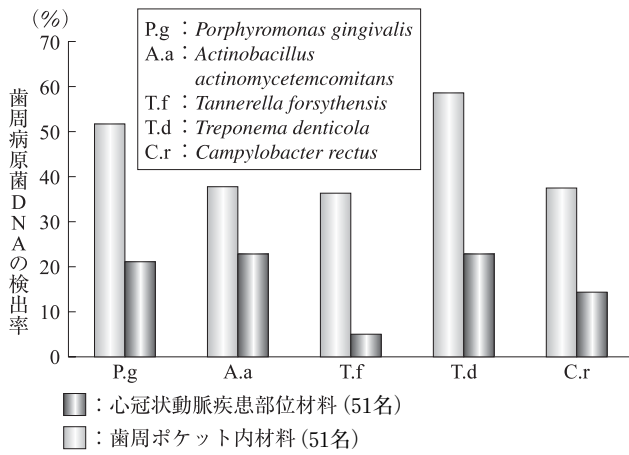 (%)
70
60
50
40
30
20
10
0
歯周病原菌DNAの検出率
P.g：Porphyromonas gingivalis
A.a：Actinobacillus
actinomycetemcomitans
T.f：Tannerella forsythensis
T.d：Treponema denticola
C.r：Campylobacter rectus
P.g A.a T.f T.d C.r
：心冠状動脈疾患部位材料(51名)
：歯周ポケット内材料(51名)